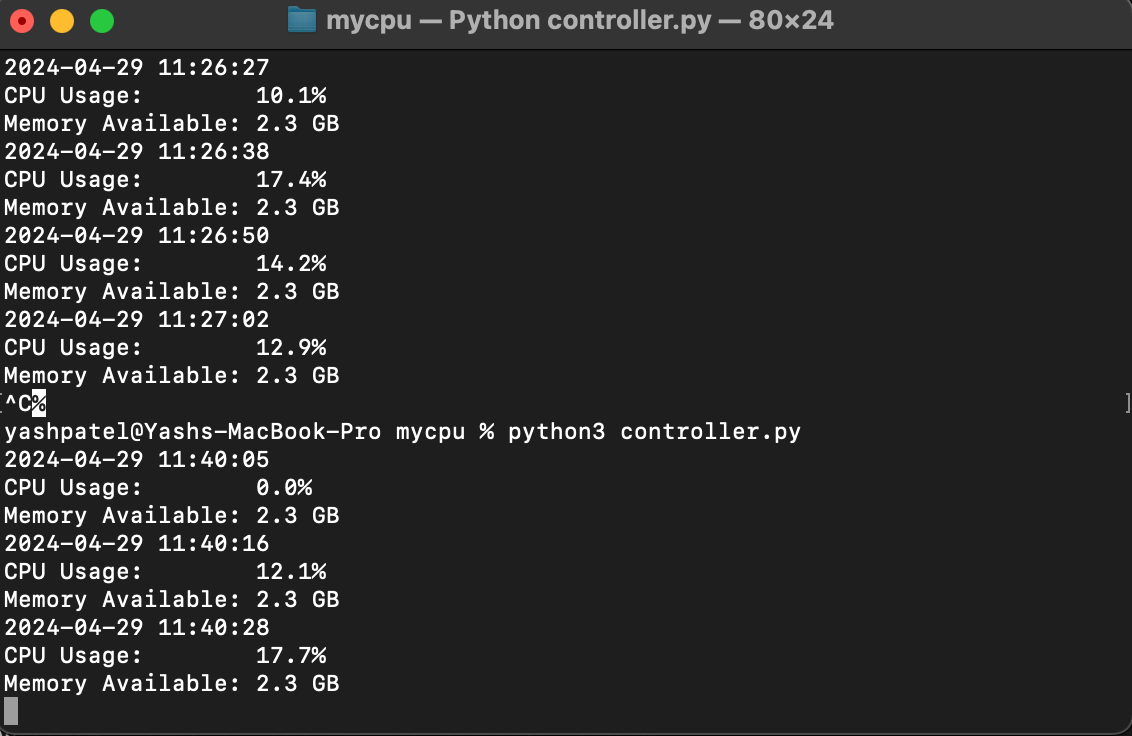 mycpu — Python controller.py — 80×24
2024-04-29 11:26:27
CPU Usage:        10.1%
Memory Available: 2.3 GB
2024-04-29 11:26:38
CPU Usage:        17.4%
Memory Available: 2.3 GB
2024-04-29 11:26:50
CPU Usage:        14.2%
Memory Available: 2.3 GB
2024-04-29 11:27:02
CPU Usage:        12.9%
Memory Available: 2.3 GB
^C%
yashpatel@Yashs-MacBook-Pro mycpu % python3 controller.py
2024-04-29 11:40:05
CPU Usage:        0.0%
Memory Available: 2.3 GB
2024-04-29 11:40:16
CPU Usage:        12.1%
Memory Available: 2.3 GB
2024-04-29 11:40:28
CPU Usage:        17.7%
Memory Available: 2.3 GB